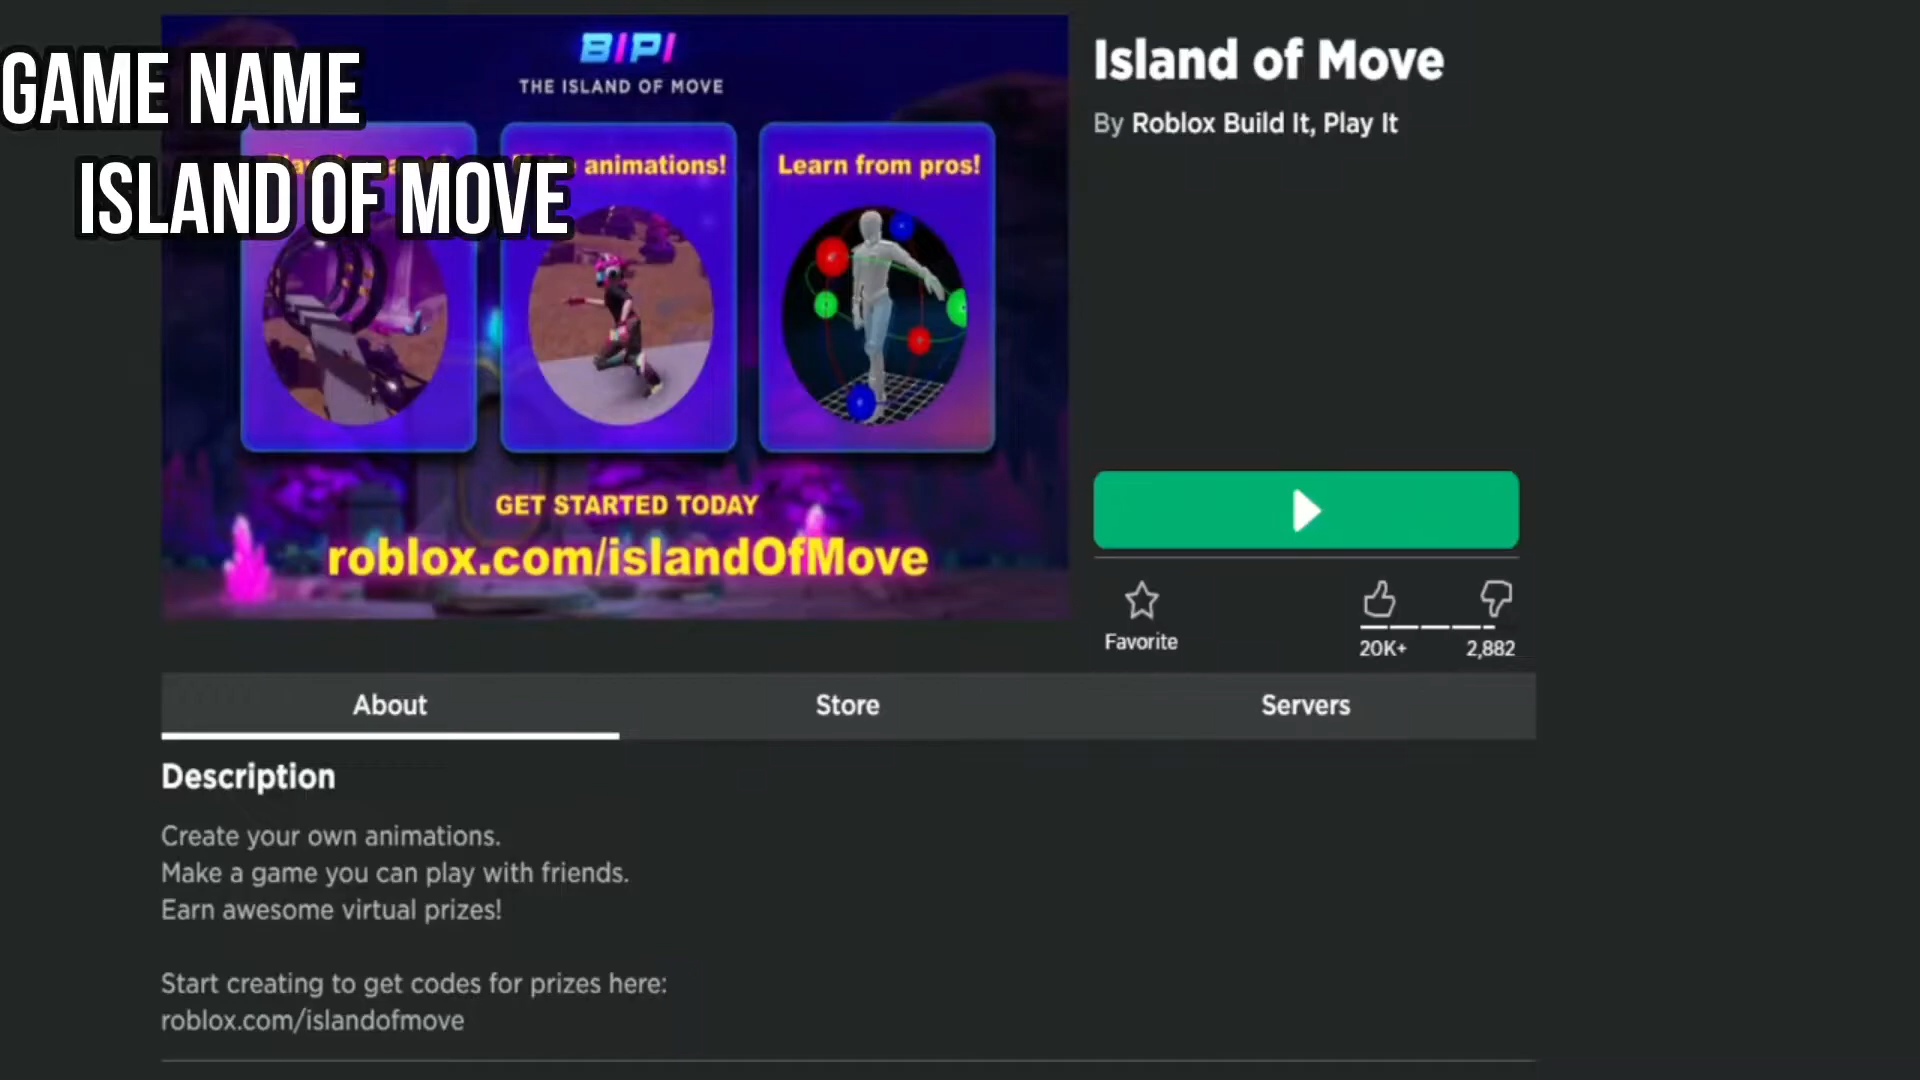 GAME NAME
ISLAND OF MOVE
BIPI
THE ISLAND OF MOVE
animations!
Learn from pros!
GET STARTED TODAY
roblox.com/islandOfMove
Island of Move
By Roblox Build It, Play It
Favorite
20K+
2,882
About
Store
Servers
Description
Create your own animations.
Make a game you can play with friends.
Earn awesome virtual prizes!
Start creating to get codes for prizes here:
roblox.com/islandofmove